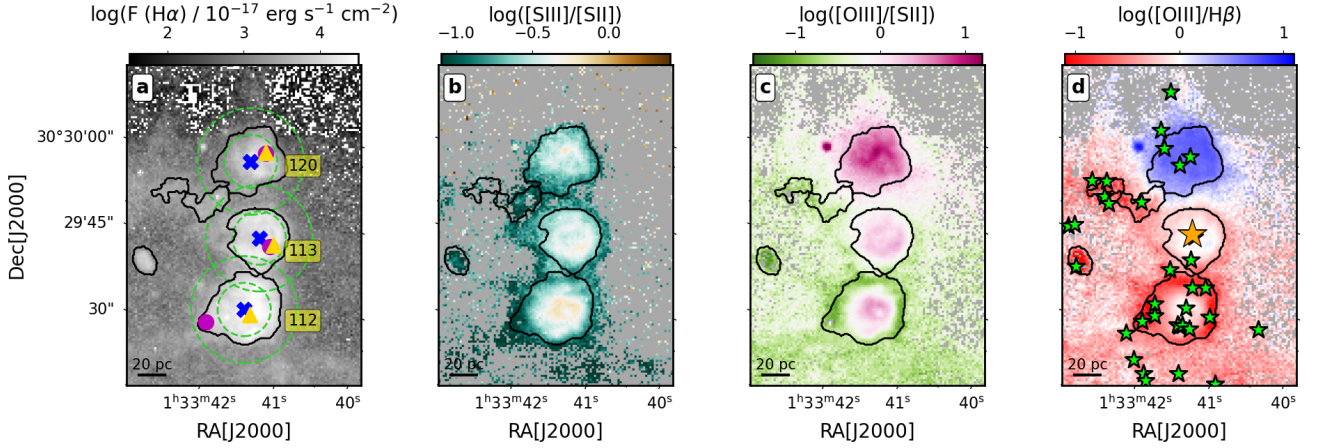 log(F (Hα) / 10⁻¹⁷ erg s⁻¹ cm⁻²)
2 3 4
a
120
113
112
20 pc
30°30'00"
29'45"
30"
Dec[J2000]
1ʰ33ᵐ42ˢ 41ˢ 40ˢ
RA[J2000]
log([SIII]/[SII])
−1.0 −0.5 0.0
b
20 pc
1ʰ33ᵐ42ˢ 41ˢ 40ˢ
RA[J2000]
log([OIII]/[SII])
−1 0 1
c
20 pc
1ʰ33ᵐ42ˢ 41ˢ 40ˢ
RA[J2000]
log([OIII]/Hβ)
−1 0 1
d
20 pc
1ʰ33ᵐ42ˢ 41ˢ 40ˢ
RA[J2000]